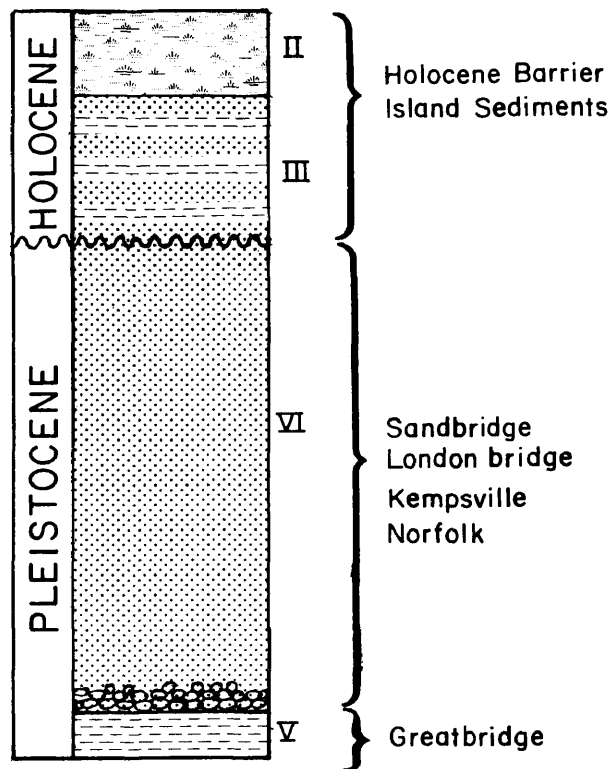 HOLOCENE
PLEISTOCENE
II
III
VI
V
Holocene Barrier
Island Sediments
Sandbridge
London bridge
Kempsville
Norfolk
Greatbridge